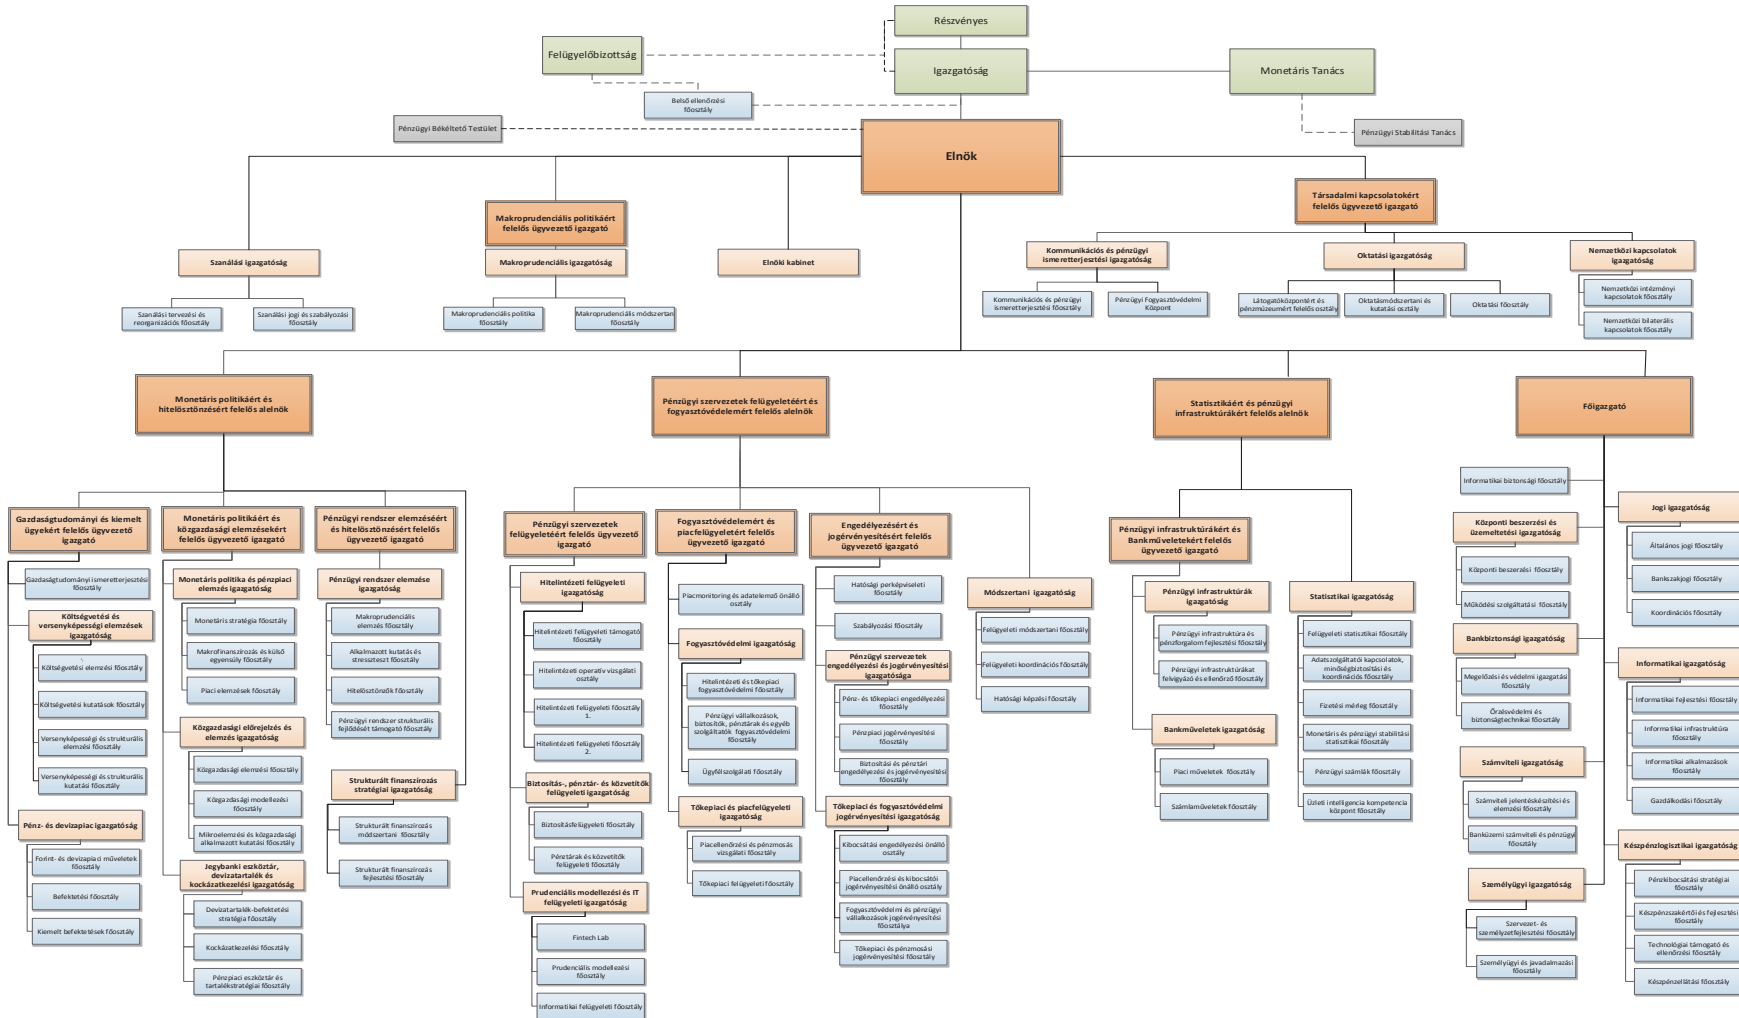 Részvényes
Felügyelőbizottság
Igazgatóság
Monetáris Tanács
Belső ellenőrzési
főosztály
Pénzügyi Békéltető Testület
Pénzügyi Stabilitási Tanács
Elnök
Társadalmi kapcsolatokért
felelős ügyvezető igazgató
Makroprudenciális politikáért
felelős ügyvezető igazgató
Szanálási igazgatóság
Makroprudenciális igazgatóság
Elnöki kabinet
Kommunikációs és pénzügyi
ismeretterjesztési igazgatóság
Oktatási igazgatóság
Nemzetközi kapcsolatok
igazgatóság
Szanálási tervezési és
reorganizációs főosztály
Szanálási jogi és szabályozási
főosztály
Makroprudenciális politika
főosztály
Makroprudenciális módszertan
főosztály
Kommunikációs és pénzügyi
ismeretterjesztési főosztály
Pénzügyi Fogyasztóvédelmi
Központ
Látogatóközpontért és
pénzmúzeumért felelős osztály
Oktatásmódszertani és
kutatási osztály
Oktatási főosztály
Nemzetközi intézményi
kapcsolatok főosztály
Nemzetközi bilaterális
kapcsolatok főosztály
Monetáris politikáért és
hitelösztönzésért felelős alelnök
Pénzügyi szervezetek felügyeletéért és
fogyasztóvédelemért felelős alelnök
Statisztikáért és pénzügyi
infrastruktúrákért felelős alelnök
Főigazgató
Gazdaságtudományi és kiemelt
ügyekért felelős ügyvezető
igazgató
Gazdaságtudományi ismeretterjesztési
főosztály
Költségvetési és
versenyképességi elemzések
igazgatóság
Költségvetési elemzési főosztály
Költségvetési kutatások főosztály
Versenyképességi és strukturális
elemzési főosztály
Versenyképességi és strukturális
kutatási főosztály
Pénz- és devizapiac igazgatóság
Forint- és devizapiaci műveletek
főosztály
Befektetési főosztály
Kiemelt befektetések főosztály
Monetáris politikáért és
közgazdasági elemzésekért
felelős ügyvezető igazgató
Monetáris politika és pénzpiaci
elemzés igazgatóság
Monetáris stratégia főosztály
Makrofinanszírozás és külső
egyensúly főosztály
Piaci elemzések főosztály
Közgazdasági előrejelzés és
elemzés igazgatóság
Közgazdasági elemzési főosztály
Közgazdasági modellezési
főosztály
Mikroelemzési és közgazdasági
alkalmazott kutatási főosztály
Jegybanki eszköztár,
devizatartalék és
kockázatkezelési igazgatóság
Devizatartalék-befektetési
stratégia főosztály
Kockázatkezelési főosztály
Pénzpiaci eszköztár és
tartalékstratégiai főosztály
Pénzügyi rendszer elemzéséért
és hitelösztönzésért felelős
ügyvezető igazgató
Pénzügyi rendszer elemzése
igazgatóság
Makroprudenciális
elemzés főosztály
Alkalmazott kutatás és
stresszteszt főosztály
Hitelösztönzők főosztály
Pénzügyi rendszer strukturális
fejlődését támogató főosztály
Strukturált finanszírozás
stratégiai igazgatóság
Strukturált finanszírozás
módszertani főosztály
Strukturált finanszírozás
fejlesztési főosztály
Pénzügyi szervezetek
felügyeletéért felelős ügyvezető
igazgató
Hitelintézeti felügyeleti
igazgatóság
Hitelintézeti felügyeleti támogató
főosztály
Hitelintézeti operatív vizsgálati
osztály
Hitelintézeti felügyeleti főosztály
1.
Hitelintézeti felügyeleti főosztály
2.
Biztosítás-, pénztár- és közvetítők
felügyeleti igazgatóság
Biztosításfelügyeleti főosztály
Pénztárak és közvetítők
felügyeleti főosztály
Prudenciális modellezési és IT
felügyeleti igazgatóság
Fintech Lab
Prudenciális modellezési
főosztály
Informatikai felügyeleti főosztály
Fogyasztóvédelemért és
piacfelügyeletért felelős
ügyvezető igazgató
Piacmonitoring és adatelemző önálló
osztály
Fogyasztóvédelmi igazgatóság
Hitelintézeti és tőkepiaci
fogyasztóvédelmi főosztály
Pénzügyi vállalkozások,
biztosítók, pénztárak és egyéb
szolgáltatók fogyasztóvédelmi
főosztály
Ügyfélszolgálati főosztály
Tőkepiaci és piacfelügyeleti
igazgatóság
Piacellenőrzési és pénzmosás
vizsgálati főosztály
Tőkepiaci felügyeleti főosztály
Engedélyezésért és
jogérvényesítésért felelős
ügyvezető igazgató
Hatósági perképviseleti
főosztály
Szabályozási főosztály
Pénzügyi szervezetek
engedélyezési és jogérvényesítési
igazgatósága
Pénz- és tőkepiaci engedélyezési
főosztály
Pénzpiaci jogérvényesítési
főosztály
Biztosítási és pénztári
engedélyezési és jogérvényesítési
főosztály
Tőkepiaci és fogyasztóvédelmi
jogérvényesítési igazgatóság
Kibocsátási engedélyezési önálló
osztály
Piacellenőrzési és kibocsátói
jogérvényesítési önálló osztály
Fogyasztóvédelmi és pénzügyi
vállalkozások jogérvényesítési
főosztálya
Tőkepiaci és pénzmosási
jogérvényesítési főosztály
Módszertani igazgatóság
Felügyeleti módszertani főosztály
Felügyeleti koordinációs főosztály
Hatósági képzési főosztály
Pénzügyi infrastruktúrákért és
Bankműveletekért felelős
ügyvezető igazgató
Pénzügyi infrastruktúrák
igazgatóság
Pénzügyi infrastruktúra és
pénzforgalom fejlesztési főosztály
Pénzügyi infrastruktúrákat
felvigyázó és ellenőrző főosztály
Bankműveletek igazgatóság
Piaci műveletek főosztály
Számlaműveletek főosztály
Statisztikai igazgatóság
Felügyeleti statisztikai főosztály
Adatszolgáltatói kapcsolatok,
minőségbiztosítási és
koordinációs főosztály
Fizetési mérleg főosztály
Monetáris és pénzügyi stabilitási
statisztikai főosztály
Pénzügyi számlák főosztály
Üzleti intelligencia kompetencia
központ főosztály
Informatikai biztonsági főosztály
Központi beszerzési és
üzemeltetési igazgatóság
Központi beszerzési főosztály
Működési szolgáltatási főosztály
Bankbiztonsági igazgatóság
Megelőzési és védelmi igazgatási
főosztály
Őrzésvédelmi és
biztonságtechnikai főosztály
Számviteli igazgatóság
Számviteli jelentéskészítési és
elemzési főosztály
Banküzemi számviteli és pénzügyi
főosztály
Személyügyi igazgatóság
Szervezet- és
személyzetfejlesztési főosztály
Személyügyi és javadalmazási
főosztály
Jogi igazgatóság
Általános jogi főosztály
Bankszakjogi főosztály
Koordinációs főosztály
Informatikai igazgatóság
Informatikai fejlesztési főosztály
Informatikai infrastruktúra
főosztály
Informatikai alkalmazások
főosztály
Gazdálkodási főosztály
Készpénzlogisztikai igazgatóság
Pénzkibocsátási stratégiai
főosztály
Készpénzszakértői és fejlesztési
főosztály
Technológiai támogató és
ellenőrzési főosztály
Készpénzellátási főosztály